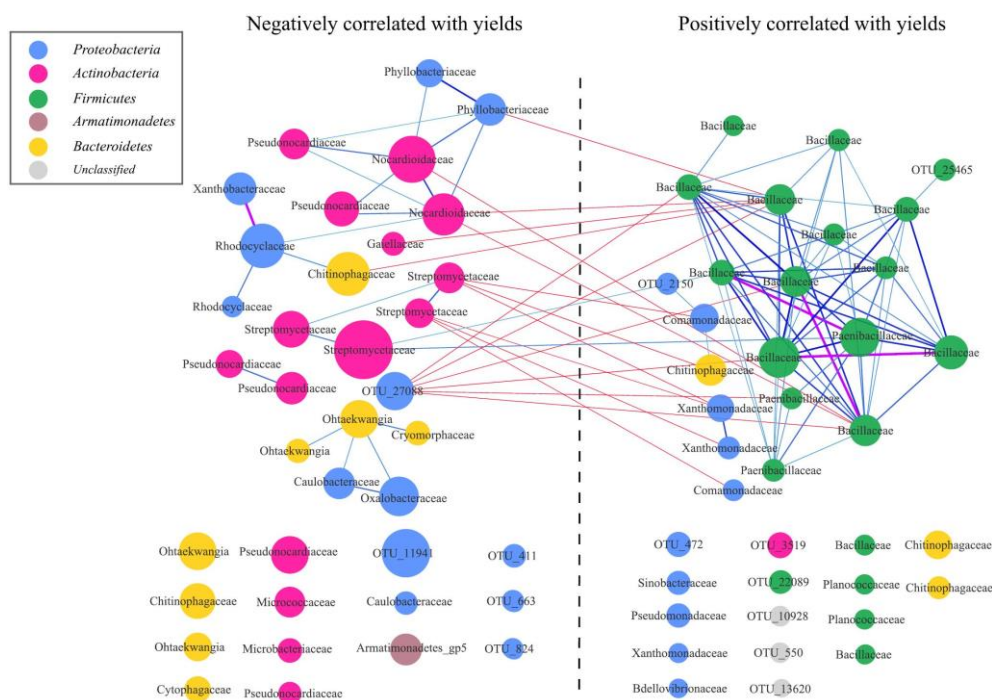 Negatively correlated with yields
Positively correlated with yields
Proteobacteria
Actinobacteria
Firmicutes
Armatimonadetes
Bacteroidetes
Unclassified
Phyllobacteriaceae
Phyllobacteriaceae
Pseudonocardiaceae
Nocardioidaceae
Xanthobacteraceae
Pseudonocardiaceae
Nocardioidaceae
Rhodocyclaceae
Gaiellaceae
Chitinophagaceae
Streptomycetaceae
Rhodocyclaceae
Streptomycetaceae
Streptomycetaceae
Streptomycetaceae
Pseudonocardiaceae
Pseudonocardiaceae
OTU_27088
Ohtaekwangia
Cryomorphaceae
Ohtaekwangia
Caulobacteraceae
Oxalobacteraceae
Bacillaceae
Bacillaceae
OTU_25465
Bacillaceae
Bacillaceae
Bacillaceae
Bacillaceae
Bacillaceae
Bacillaceae
Bacillaceae
OTU_2150
Comamonadaceae
Paenibacillaceae
Bacillaceae
Bacillaceae
Chitinophagaceae
Paenibacillaceae
Xanthomonadaceae
Bacillaceae
Xanthomonadaceae
Paenibacillaceae
Comamonadaceae
Ohtaekwangia
Pseudonocardiaceae
OTU_11941
OTU_411
Chitinophagaceae
Micrococcaceae
Caulobacteraceae
OTU_663
Ohtaekwangia
Microbacteriaceae
Armatimonadetes_gp5
OTU_824
Cytophagaceae
Pseudonocardiaceae
OTU_472
OTU_3519
Bacillaceae
Chitinophagaceae
Sinobacteraceae
OTU_22089
Planococcaceae
Chitinophagaceae
Pseudomonadaceae
OTU_10928
Planococcaceae
Xanthomonadaceae
OTU_550
Bacillaceae
Bdellovibrionaceae
OTU_13620